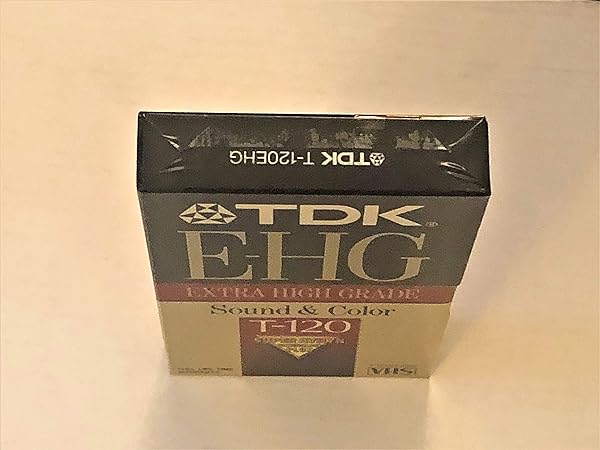 TDK T-120EHG
TDK
E-HG
EXTRA HIGH GRADE
Sound & Color
T-120
VHS